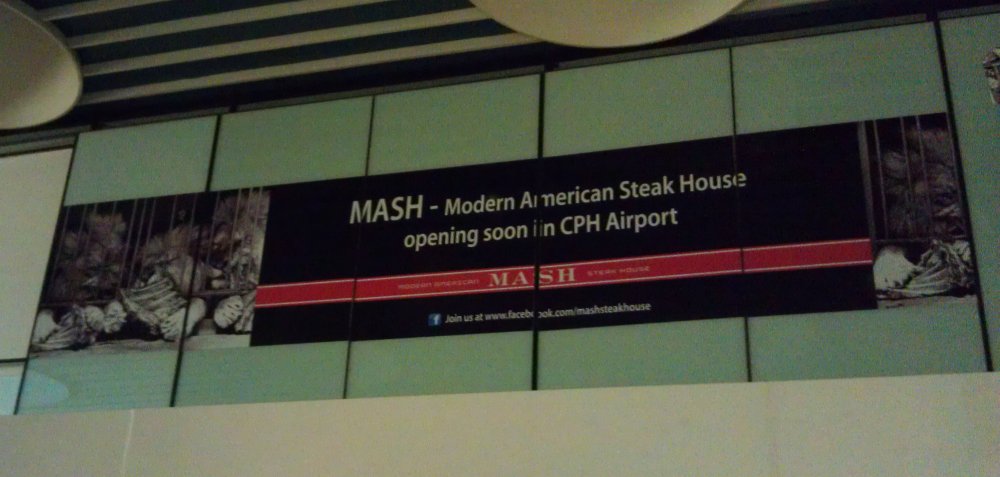 MASH - Modern American Steak House
opening soon in CPH Airport
MODERN AMERICAN MASH STEAK HOUSE
Join us at www.facebook.com/mashsteakhouse